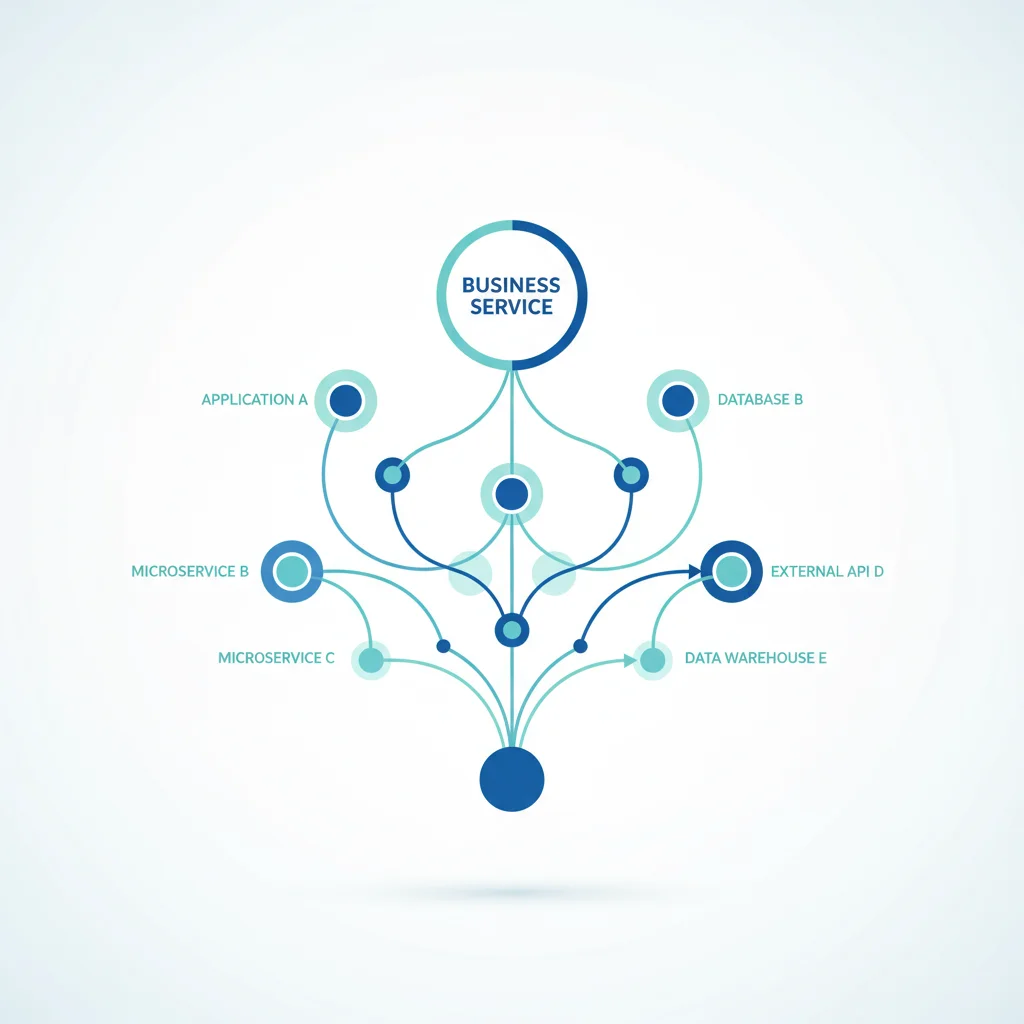 BUSINESS
SERVICE
APPLICATION A
DATABASE B
MICROSERVICE B
EXTERNAL API D
MICROSERVICE C
DATA WAREHOUSE E